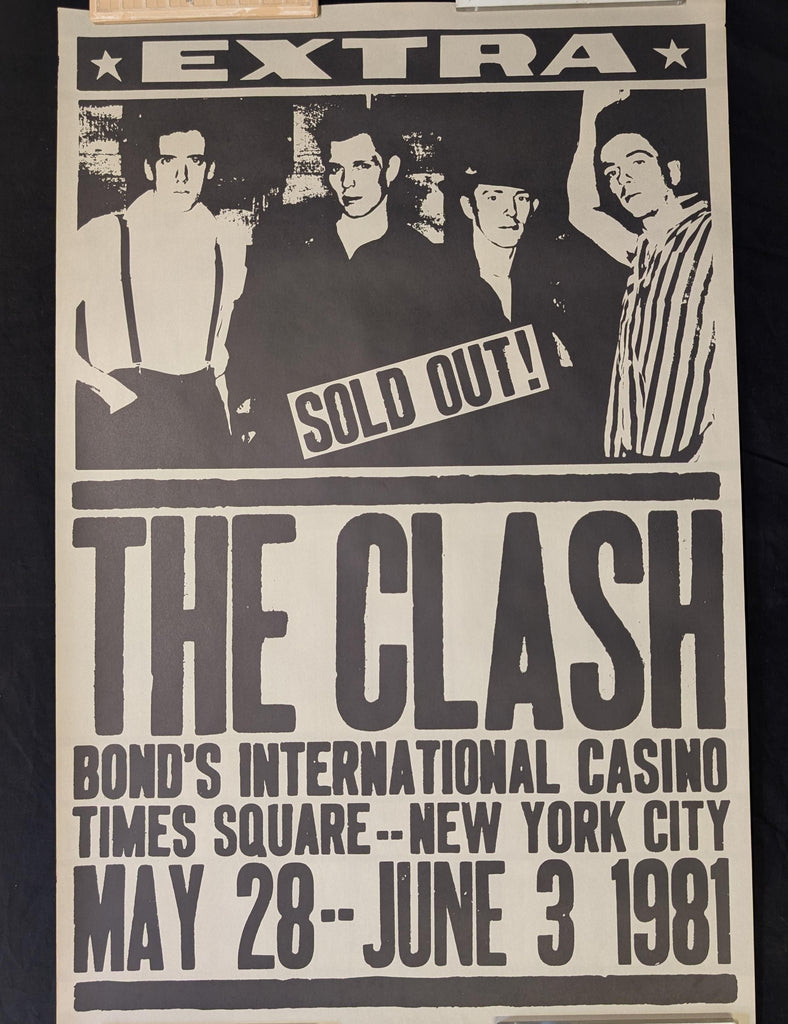 ★ EXTRA ★
SOLD OUT!
THE CLASH
BOND'S INTERNATIONAL CASINO
TIMES SQUARE--NEW YORK CITY
MAY 28--JUNE 3 1981